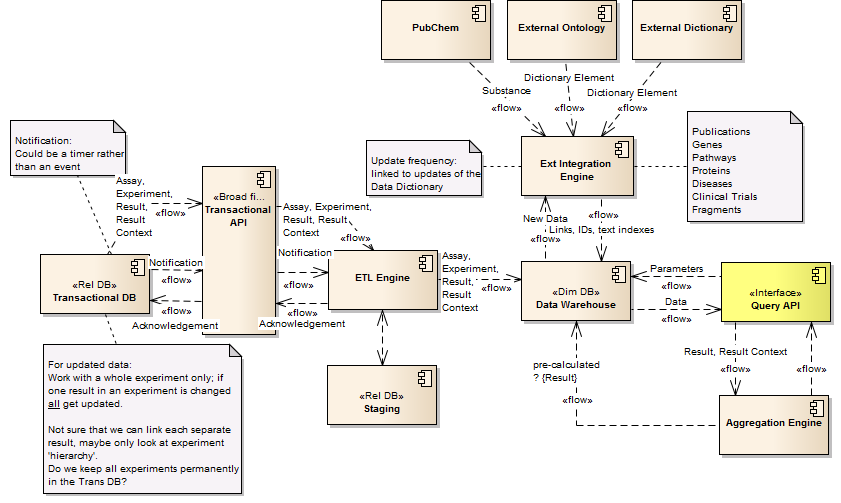 PubChem
External Ontology
External Dictionary
Substance
«flow»
Dictionary Element
«flow»
Dictionary Element
«flow»
Notification:
Could be a timer rather
than an event
Update frequency:
linked to updates of the
Data Dictionary
Ext Integration
Engine
Publications
Genes
Pathways
Proteins
Diseases
Clinical Trials
Fragments
Assay,
Experiment,
Result,
Result
Context
«flow»
«Broad fi...
Transactional
API
Assay, Experiment,
Result, Result
Context
«flow»
New Data
«flow»
«flow»
Links, IDs, text indexes
«Rel DB»
Transactional DB
Notification
«flow»
«flow»
Acknowledgement
Notification
«flow»
«flow»
Acknowledgement
ETL Engine
Assay,
Experiment,
Result,
Result
Context
«flow»
«Dim DB»
Data Warehouse
Parameters
«flow»
Data
«flow»
«Interface»
Query API
For updated data:
Work with a whole experiment only; if
one result in an experiment is changed
all get updated.
Not sure that we can link each separate
result, maybe only look at experiment
'hierarchy'.
Do we keep all experiments permanently
in the Trans DB?
«Rel DB»
Staging
pre-calculated
? {Result}
«flow»
Result, Result Context
«flow»
«flow»
Aggregation Engine